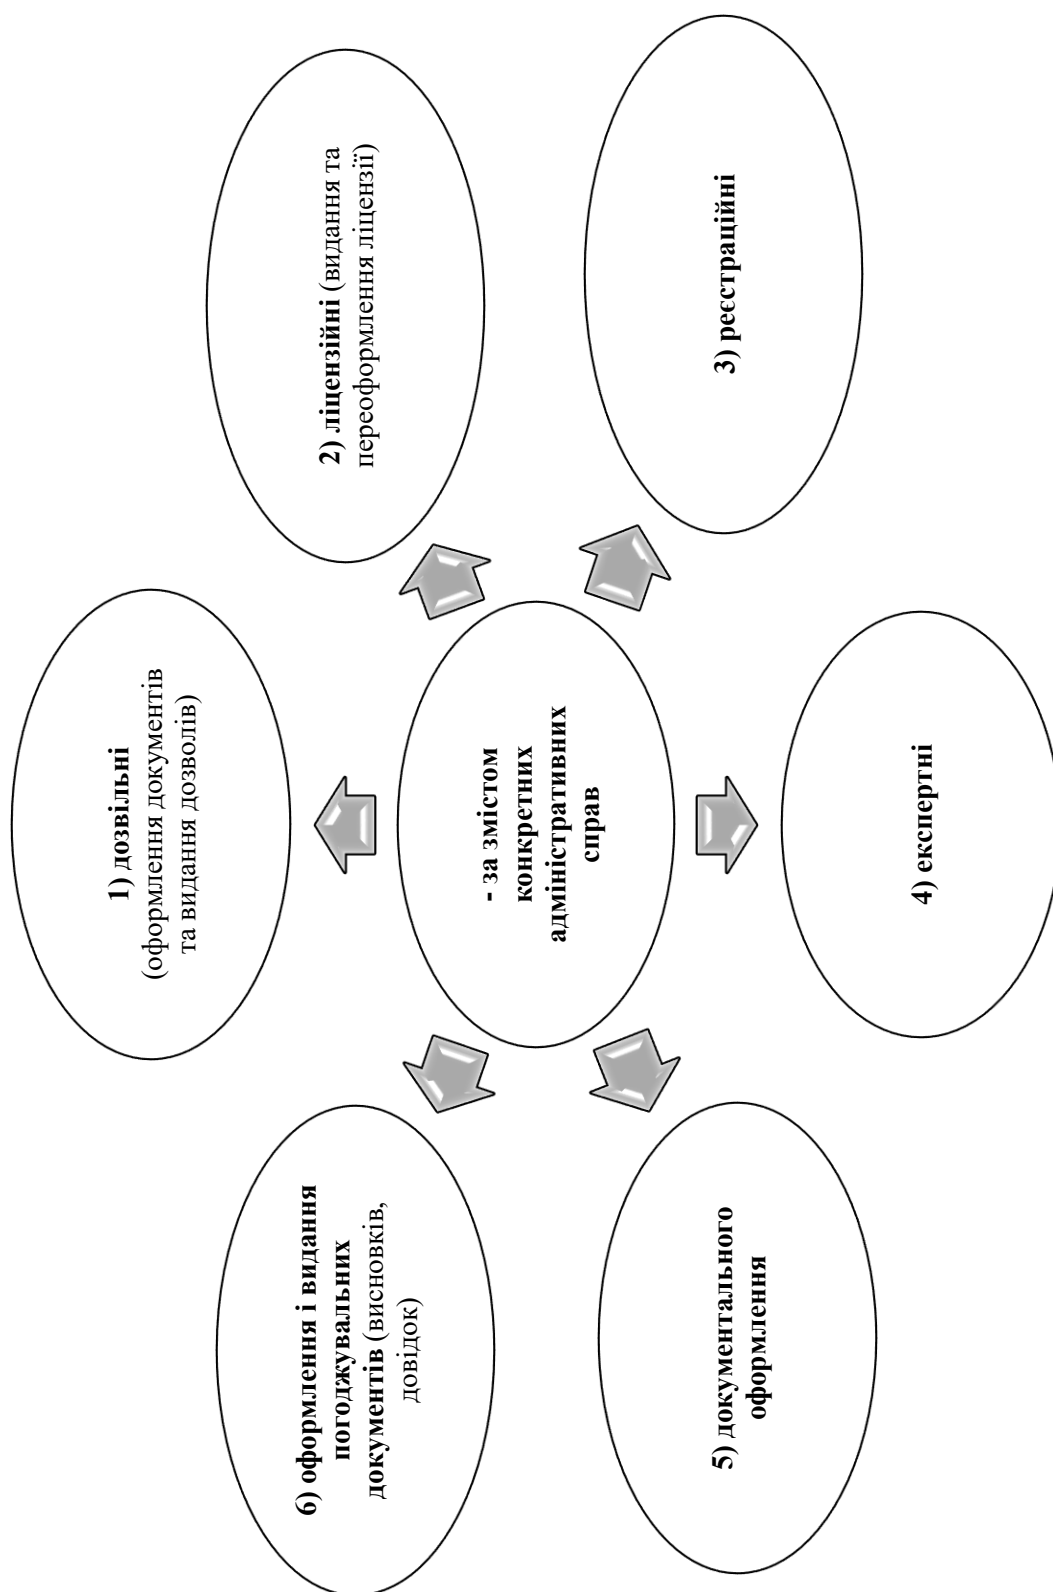 - за змістом
конкретних
адміністративних
справ
1) дозвільні
(оформлення документів
та видання дозволів)
2) ліцензійні (видання та
переоформлення ліцензії)
3) реєстраційні
4) експертні
5) документального
оформлення
6) оформлення і видання
погоджувальних
документів (висновків,
довідок)